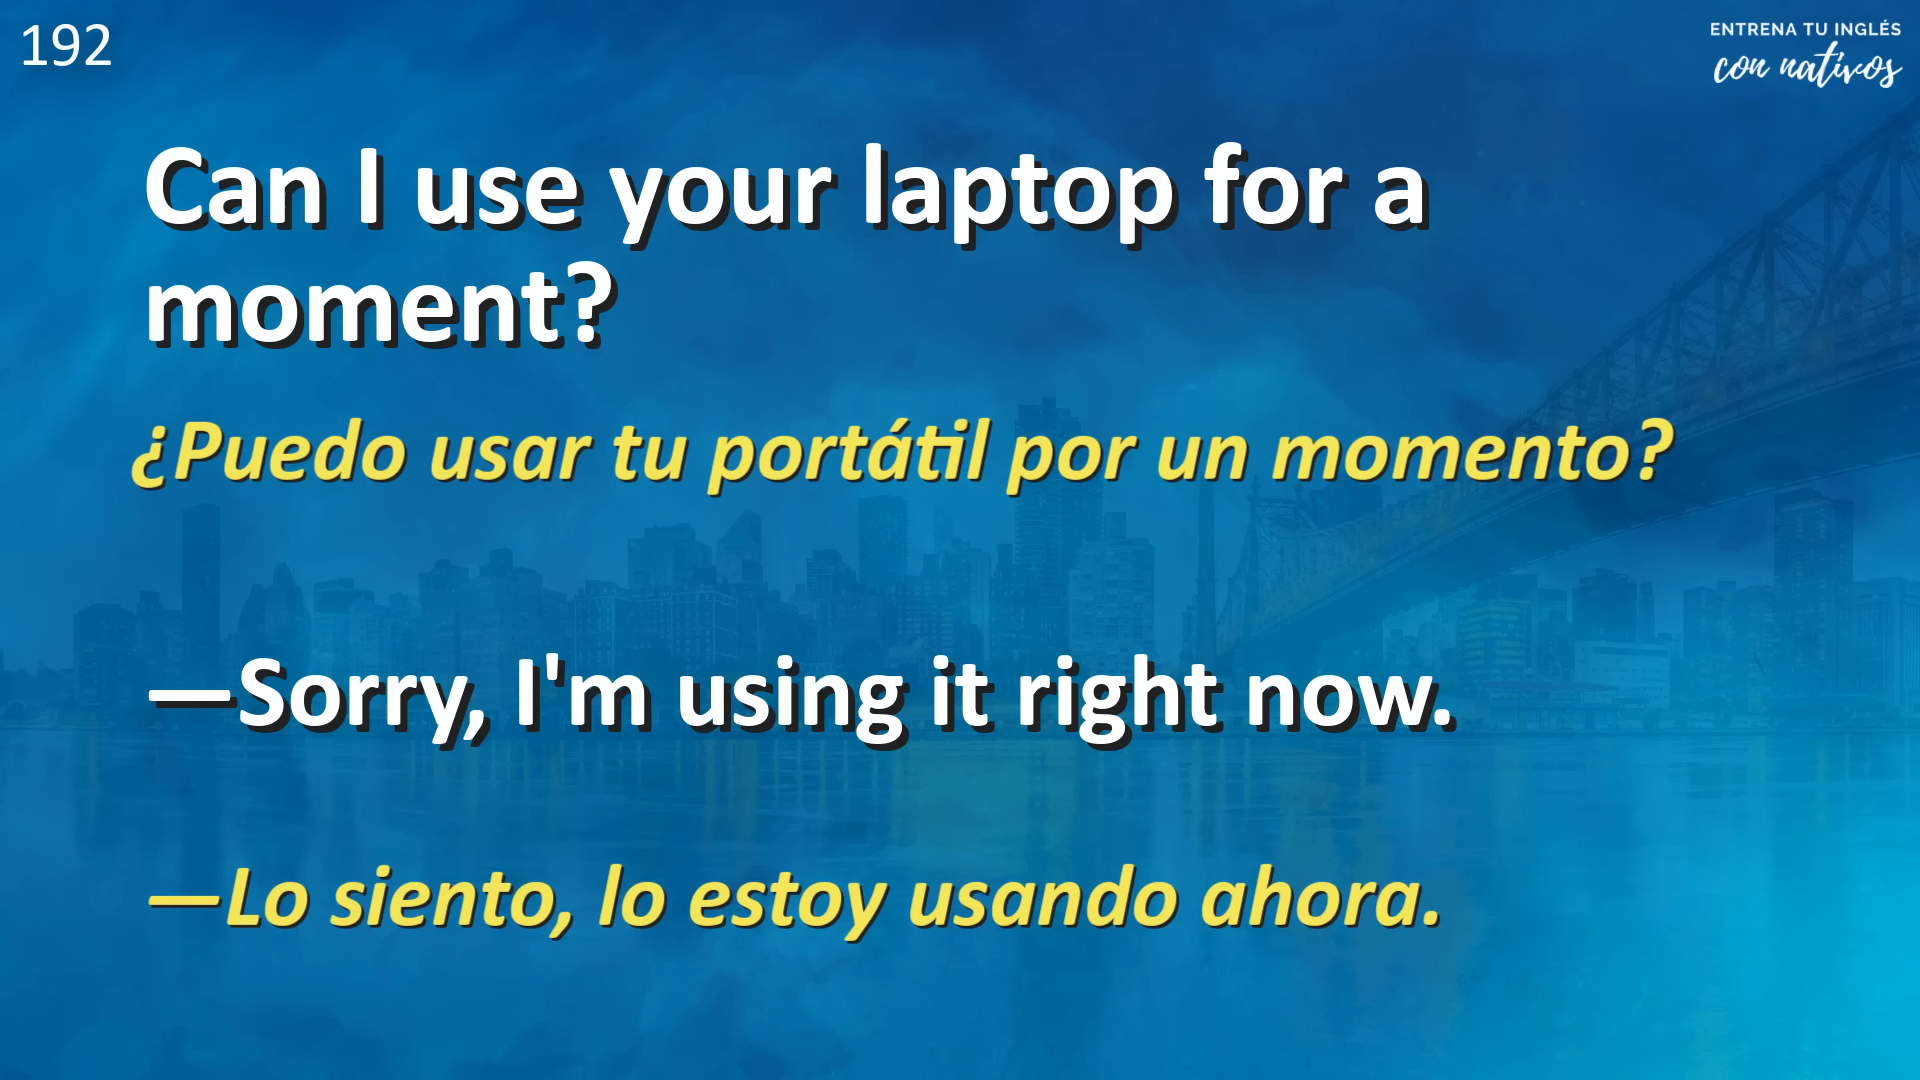 192
ENTRENA TU INGLÉS
con nativos
Can I use your laptop for a
moment?
¿Puedo usar tu portátil por un momento?
—Sorry, I'm using it right now.
—Lo siento, lo estoy usando ahora.